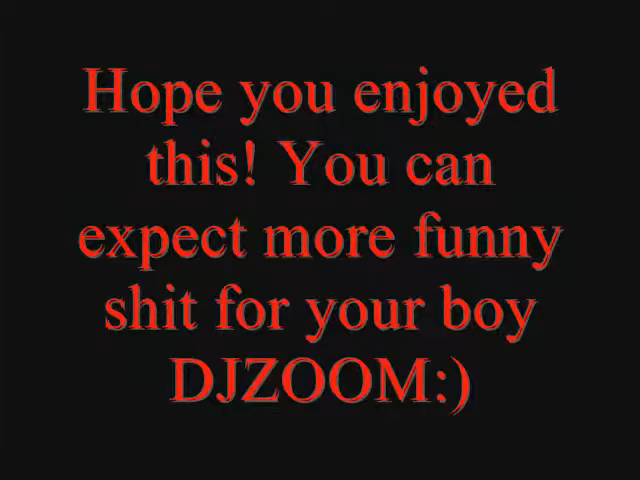 Hope you enjoyed
this! You can
expect more funny
shit for your boy
DJZOOM:)